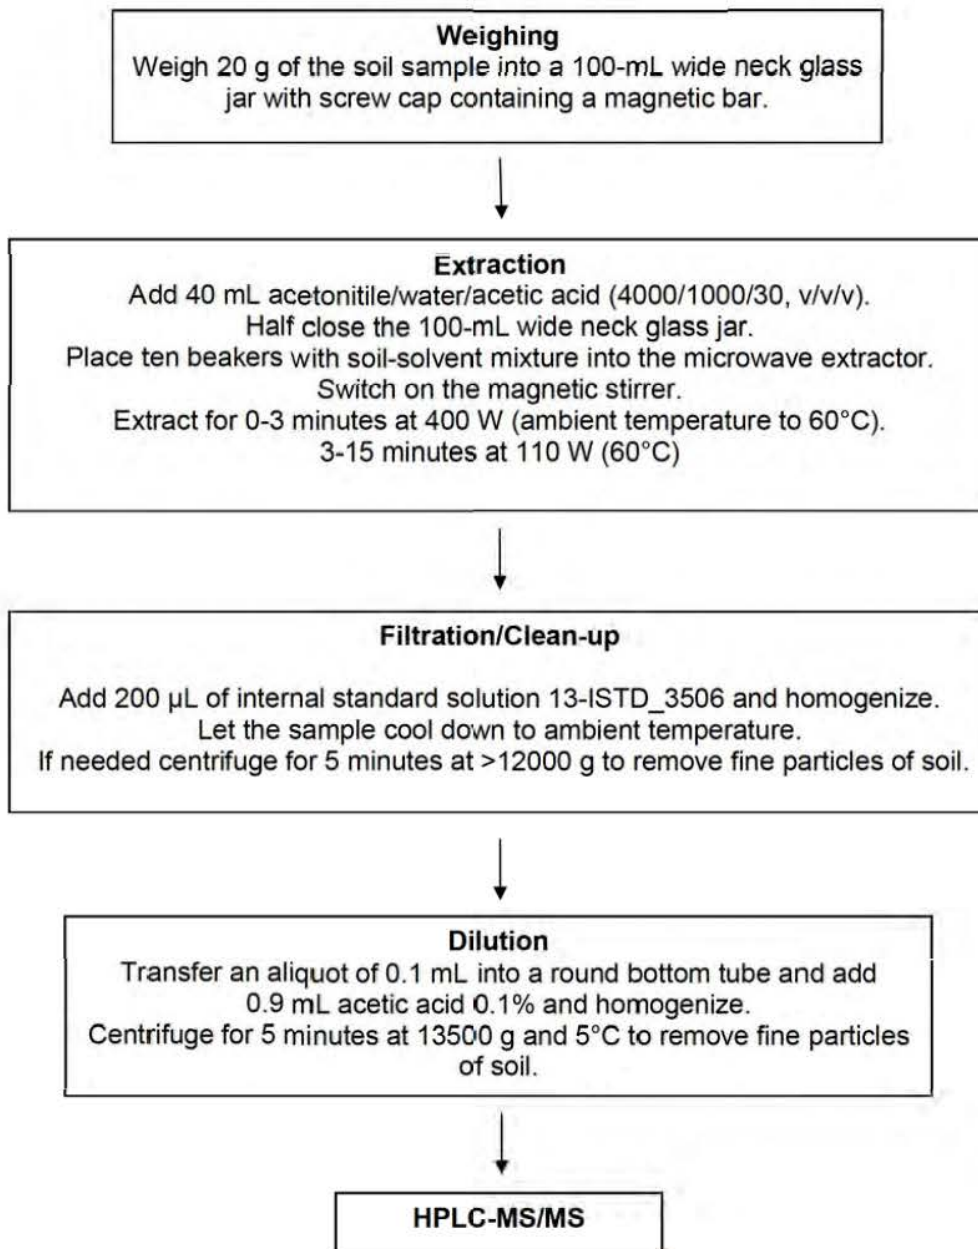 Weighing
Weigh 20 g of the soil sample into a 100-mL wide neck glass
jar with screw cap containing a magnetic bar.
Extraction
Add 40 mL acetonitile/water/acetic acid (4000/1000/30, v/v/v).
Half close the 100-mL wide neck glass jar.
Place ten beakers with soil-solvent mixture into the microwave extractor.
Switch on the magnetic stirrer.
Extract for 0-3 minutes at 400 W (ambient temperature to 60°C).
3-15 minutes at 110 W (60°C)
Filtration/Clean-up
Add 200 µL of internal standard solution 13-ISTD_3506 and homogenize.
Let the sample cool down to ambient temperature.
If needed centrifuge for 5 minutes at >12000 g to remove fine particles of soil.
Dilution
Transfer an aliquot of 0.1 mL into a round bottom tube and add
0.9 mL acetic acid 0.1% and homogenize.
Centrifuge for 5 minutes at 13500 g and 5°C to remove fine particles
of soil.
HPLC-MS/MS